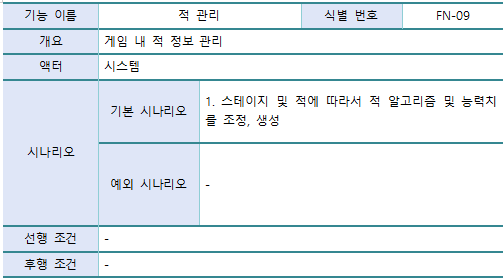 기능 이름 적 관리 식별 번호 FN-09
개요 게임 내 적 정보 관리
액터 시스템
시나리오
기본 시나리오
1. 스테이지 및 적에 따라서 적 알고리즘 및 능력치
를 조정, 생성
예외 시나리오 -
선행 조건 -
후행 조건 -